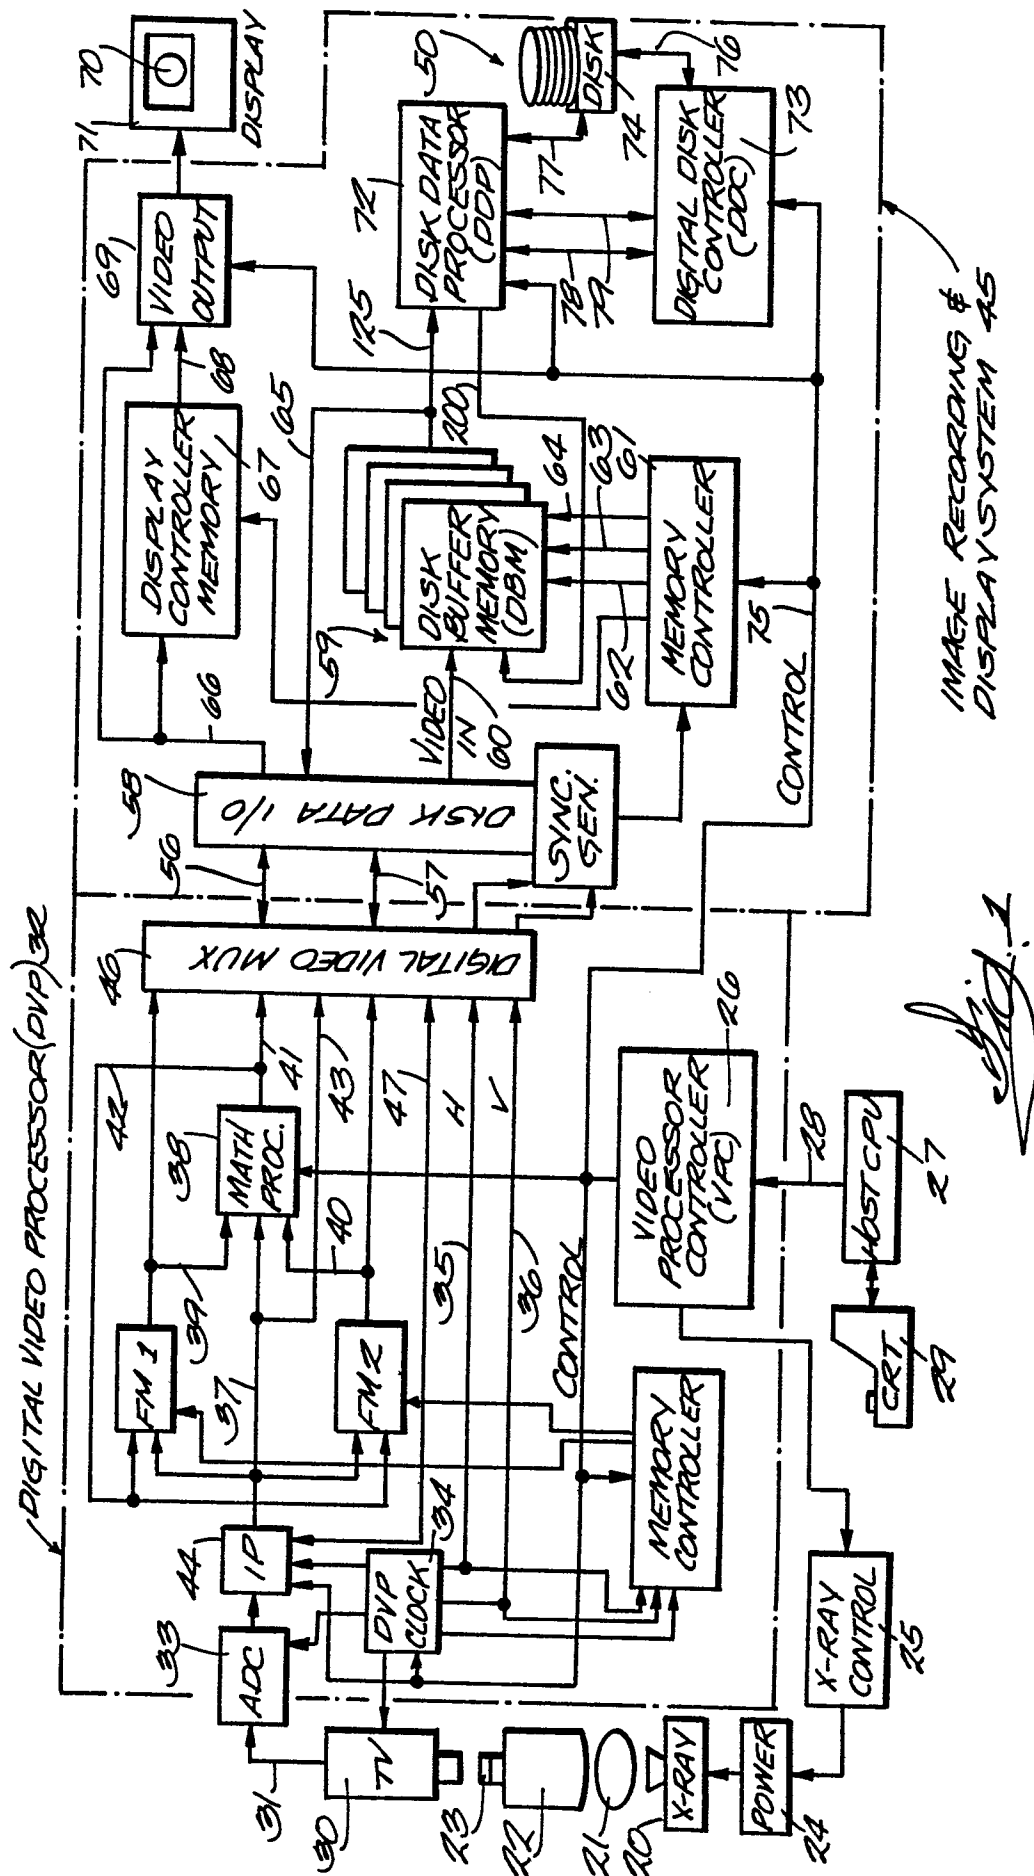 DIGITAL VIDEO PROCESSOR (DVP) 32
42
46
56
58
66
69
71
70
DISPLAY
VIDEO
OUTPUT
68
DISPLAY
CONTROLLER
MEMORY
67
65
44
33
31
ADC
IP
FM 1
39
37
38
MATH
PROC.
41
43
40
FM 2
47
H
V
35
36
DIGITAL VIDEO MUX
57
DISK DATA I/O
VIDEO
IN
60
59
DISK
BUFFER
MEMORY
(DBM)
200
125
72
DISK DATA
PROCESSOR
(DDP)
50
77
DISK
74
76
78
79
DIGITAL DISK
CONTROLLER
(DDC)
73
64
63
61
62
MEMORY
CONTROLLER
75
SYNC.
GEN.
CONTROL
30
TV
DVP
CLOCK
34
CONTROL
MEMORY
CONTROLLER
VIDEO
PROCESSOR
CONTROLLER
(VPC)
26
28
HOST CPU
27
CRT
29
23
22
21
20
X-RAY
POWER
24
X-RAY
CONTROL
25
IMAGE RECORDING &
DISPLAY SYSTEM 45
Fig. 1